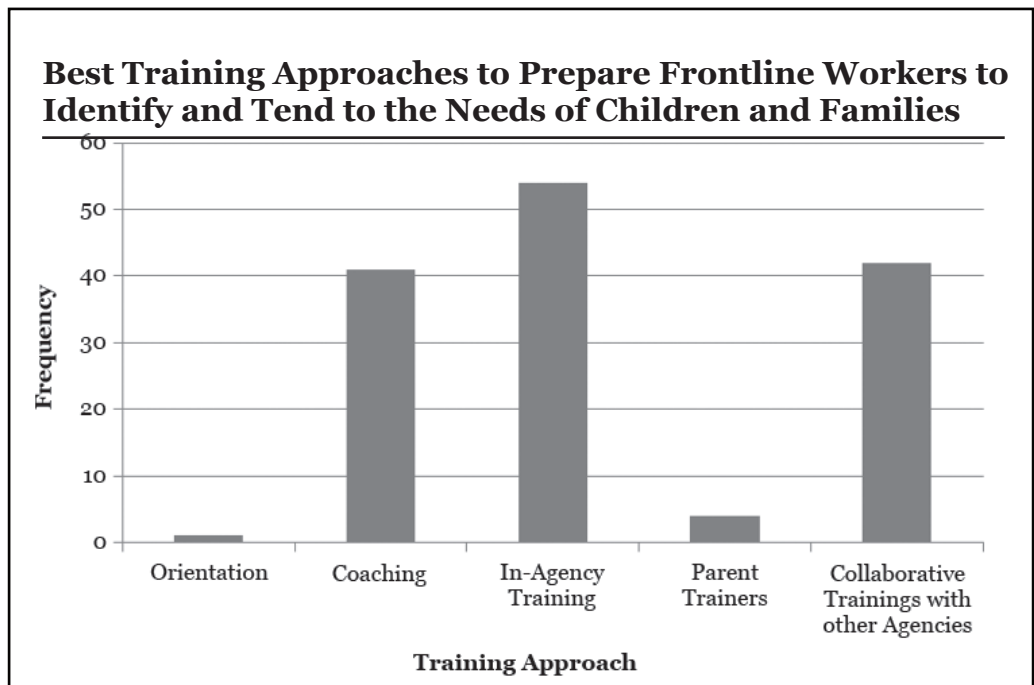 Best Training Approaches to Prepare Frontline Workers to
Identify and Tend to the Needs of Children and Families
60
50
40
30
20
10
0
Frequency
Orientation
Coaching
In-Agency
Training
Parent
Trainers
Collaborative
Trainings with
other Agencies
Training Approach